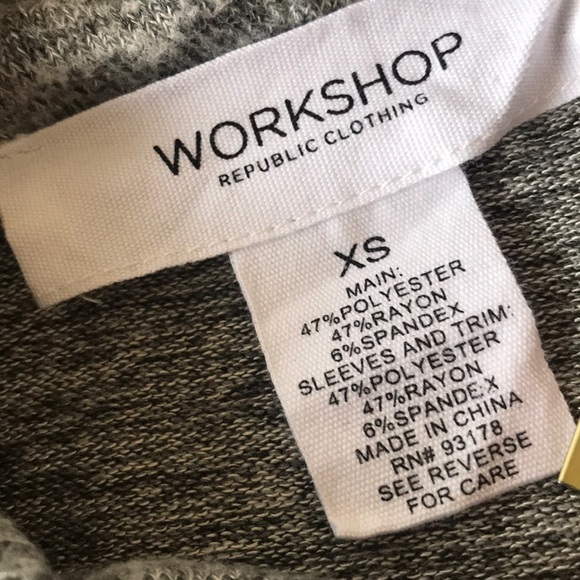 WORKSHOP
REPUBLIC CLOTHING
XS
MAIN:
47%POLYESTER
47%RAYON
6%SPANDEX
SLEEVES AND TRIM:
47%POLYESTER
47%RAYON
6%SPANDEX
MADE IN CHINA
RN# 93178
SEE REVERSE
FOR CARE